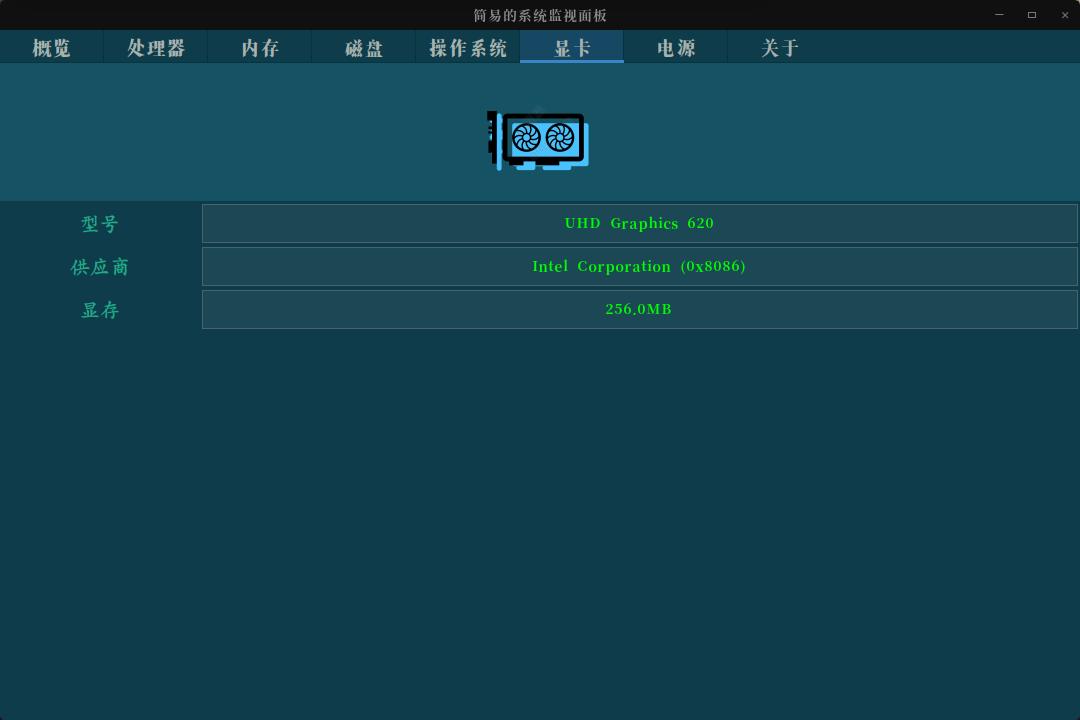 简易的系统监视面板
概览 处理器 内存 磁盘 操作系统 显卡 电源 关于
型号 UHD Graphics 620
供应商 Intel Corporation (0x8086)
显存 256.0MB